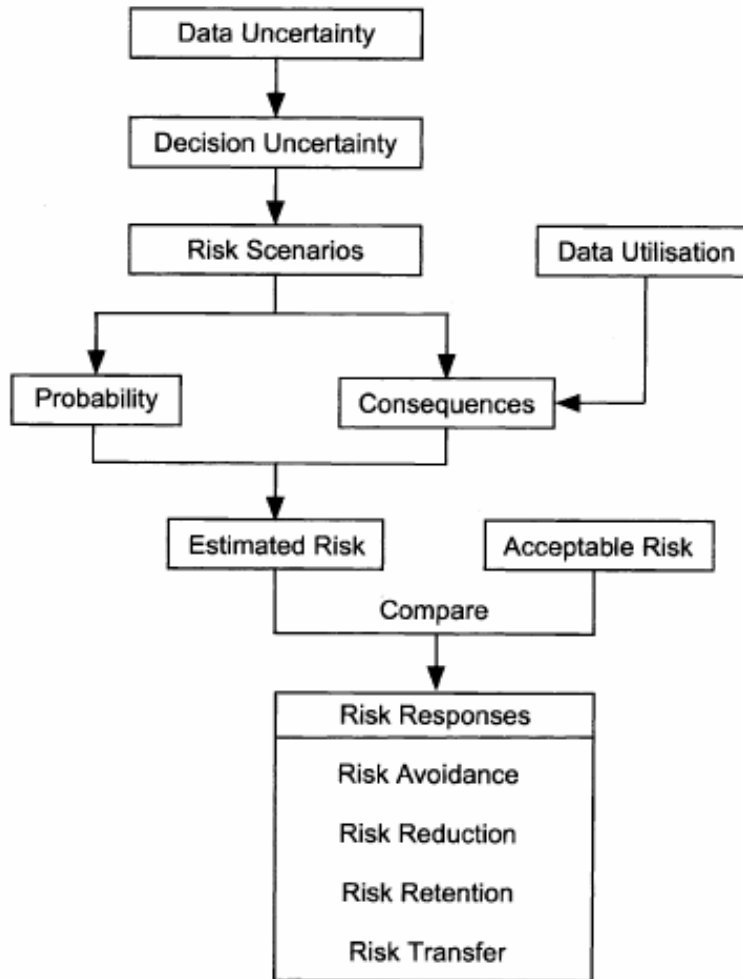 Data Uncertainty
Decision Uncertainty
Risk Scenarios
Data Utilisation
Probability
Consequences
Estimated Risk
Acceptable Risk
Compare
Risk Responses
Risk Avoidance
Risk Reduction
Risk Retention
Risk Transfer